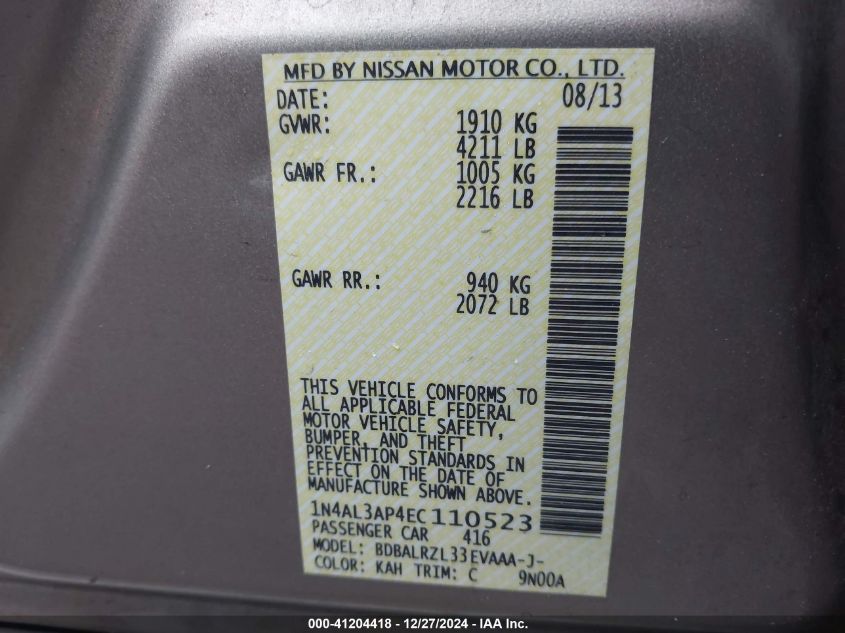 MFD BY NISSAN MOTOR CO., LTD.
DATE: 08/13
GVWR: 1910 KG
4211 LB
GAWR FR.: 1005 KG
2216 LB
GAWR RR.: 940 KG
2072 LB
THIS VEHICLE CONFORMS TO
ALL APPLICABLE FEDERAL
MOTOR VEHICLE SAFETY,
BUMPER, AND THEFT
PREVENTION STANDARDS IN
EFFECT ON THE DATE OF
MANUFACTURE SHOWN ABOVE.
1N4AL3AP4EC110523
PASSENGER CAR 416
MODEL: BDBALRZL33EVAAA-J-
COLOR: KAH TRIM: C 9N00A
000-41204418 - 12/27/2024 - IAA Inc.